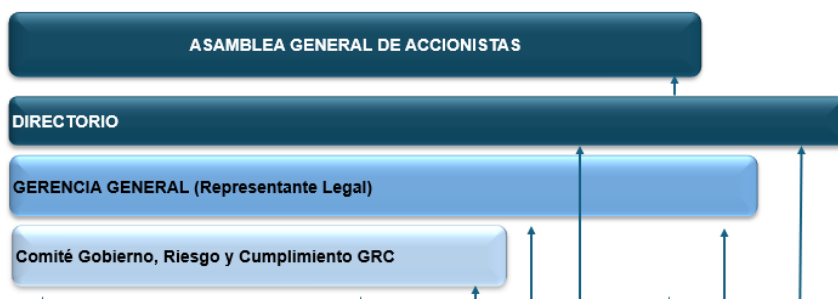 ASAMBLEA GENERAL DE ACCIONISTAS
DIRECTORIO
GERENCIA GENERAL (Representante Legal)
Comité Gobierno, Riesgo y Cumplimiento GRC